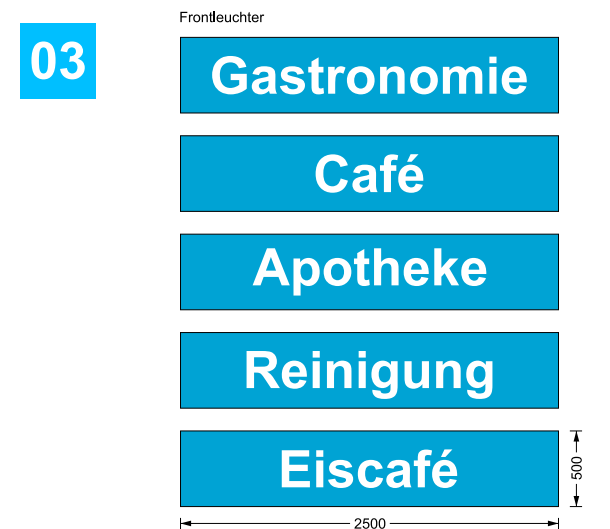 Frontleuchter
03
Gastronomie
Café
Apotheke
Reinigung
Eiscafé
500
2500